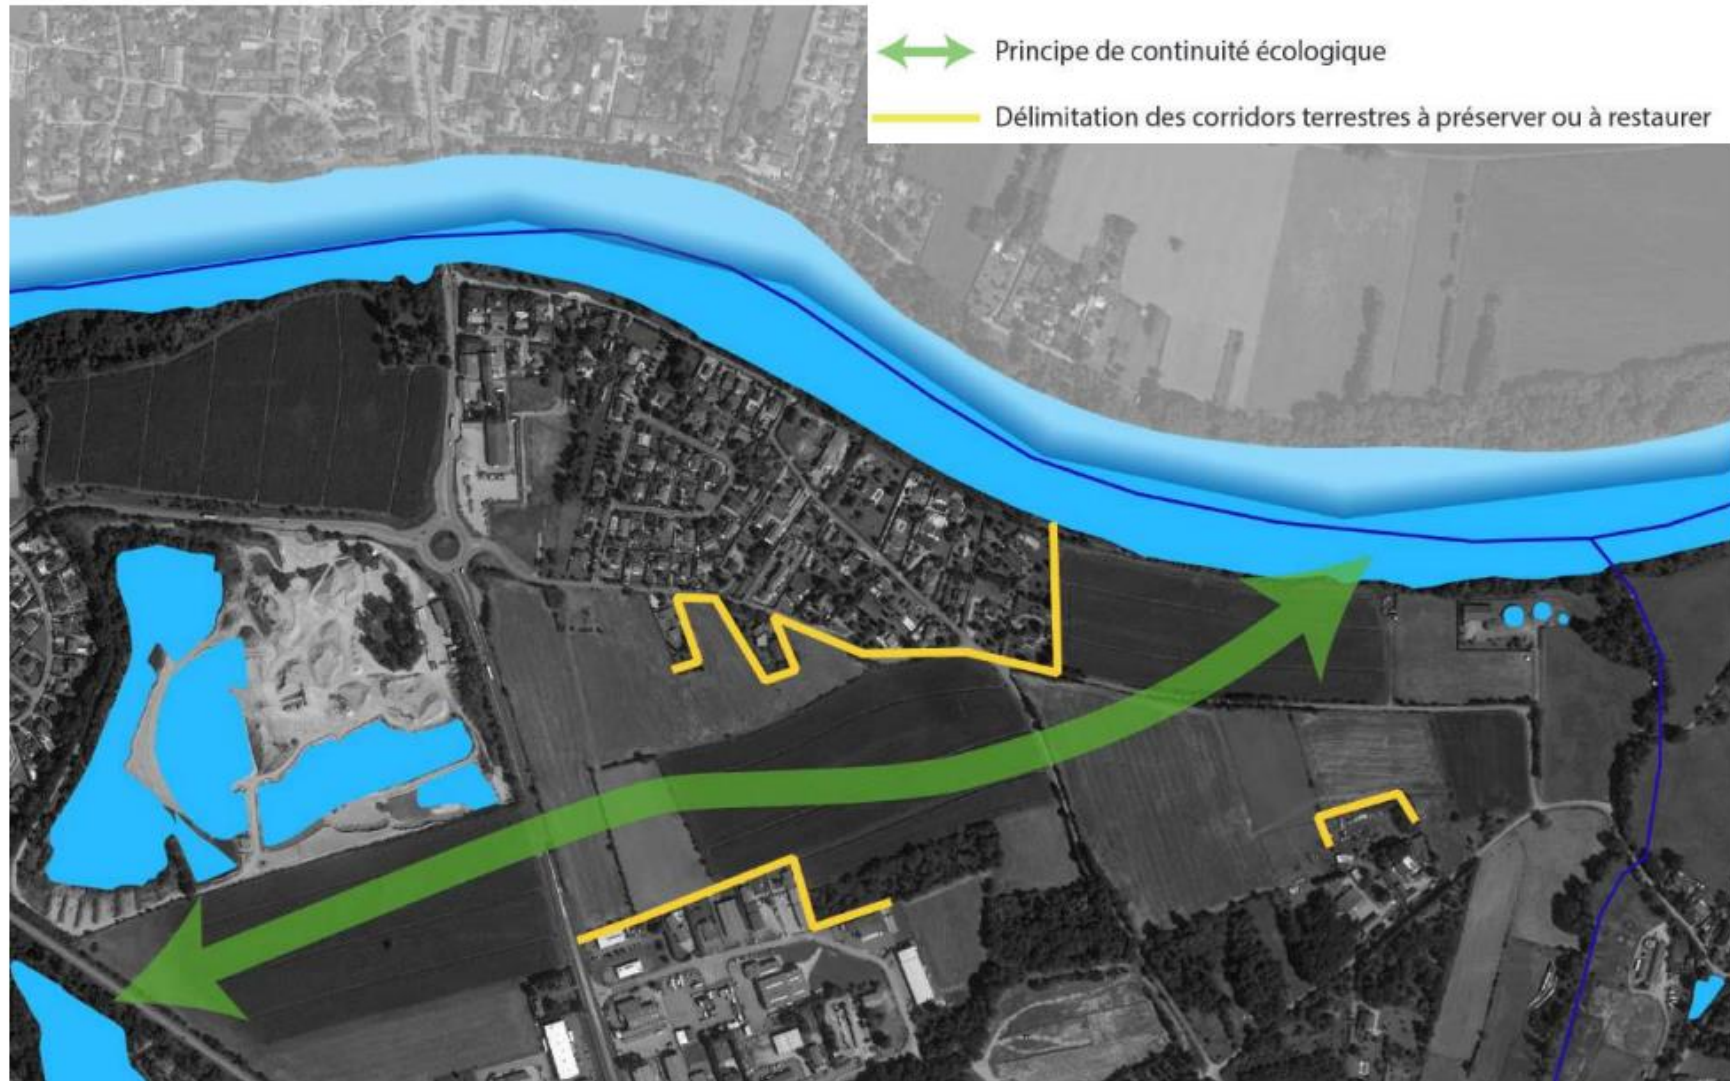 Principe de continuité écologique
Délimitation des corridors terrestres à préserver ou à restaurer